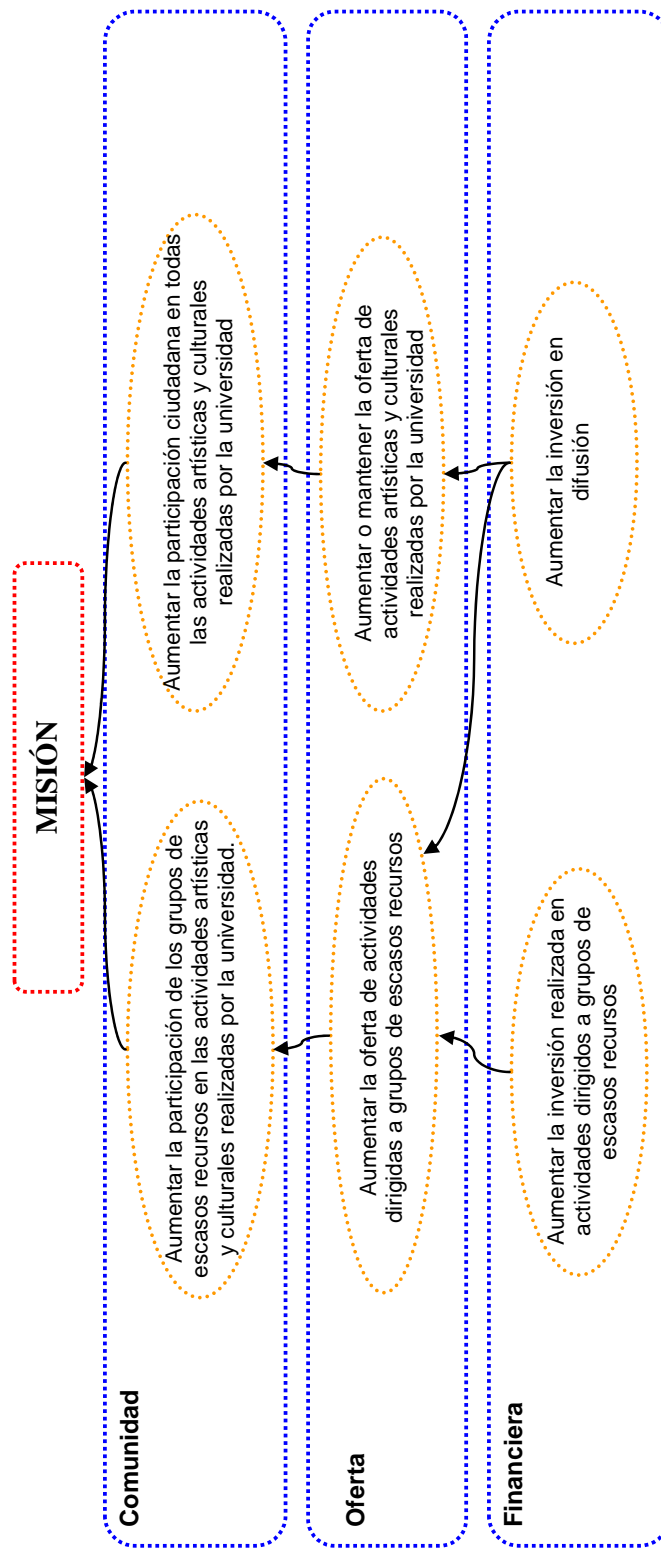 MISIÓN
Comunidad
Aumentar la participación de los grupos de
escasos recursos en las actividades artísticas
y culturales realizadas por la universidad.
Aumentar la participación ciudadana en todas
las actividades artísticas y culturales
realizadas por la universidad
Oferta
Aumentar la oferta de actividades
dirigidas a grupos de escasos recursos
Aumentar o mantener la oferta de
actividades artísticas y culturales
realizadas por la universidad
Financiera
Aumentar la inversión realizada en
actividades dirigidos a grupos de
escasos recursos
Aumentar la inversión en
difusión